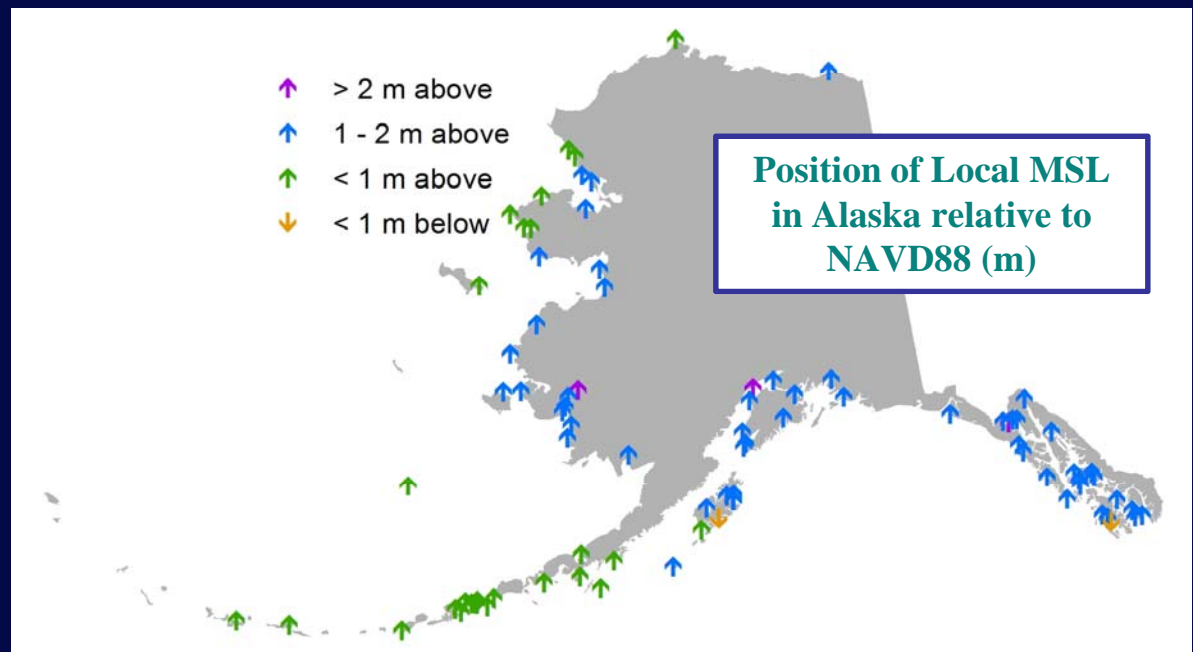 > 2 m above
1 - 2 m above
< 1 m above
< 1 m below
Position of Local MSL
in Alaska relative to
NAVD88 (m)